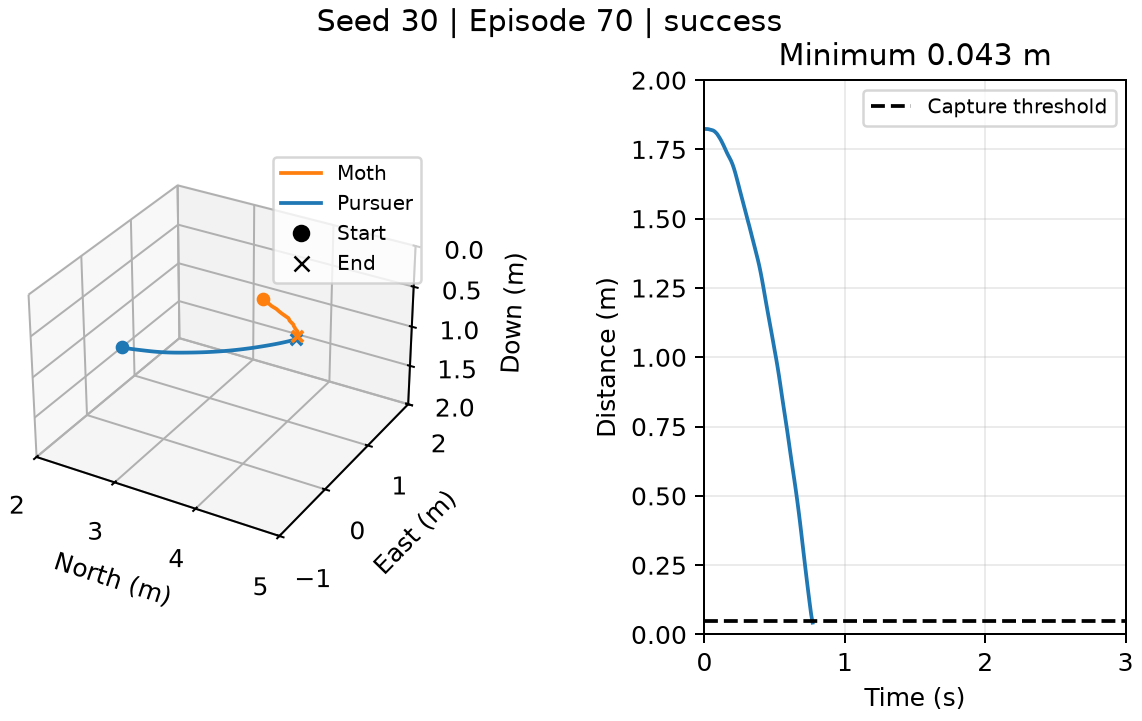 Seed 30 | Episode 70 | success
Moth
Pursuer
Start
End
0.0
0.5
1.0
1.5
2.0
Down (m)
2
3
4
5
North (m)
−1
0
1
2
East (m)
Minimum 0.043 m
Capture threshold
2.00
1.75
1.50
1.25
1.00
0.75
0.50
0.25
0.00
Distance (m)
0
1
2
3
Time (s)